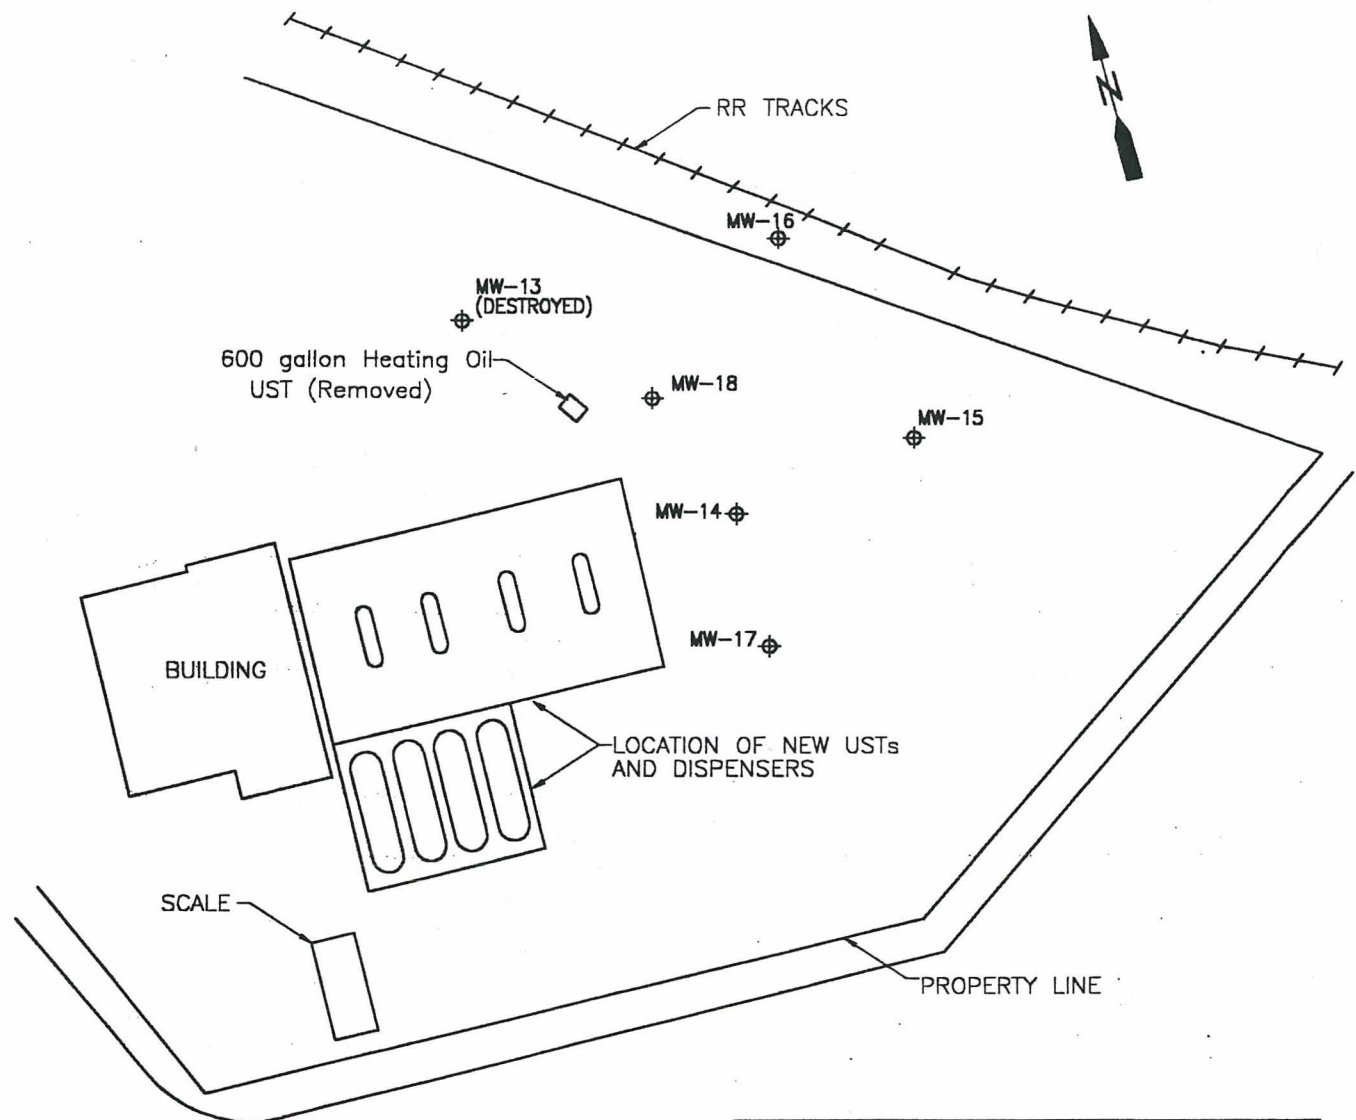 RR TRACKS
N
MW-16
MW-13
(DESTROYED)
600 gallon Heating Oil
UST (Removed)
MW-18
MW-15
MW-14
MW-17
BUILDING
LOCATION OF NEW USTs
AND DISPENSERS
SCALE
PROPERTY LINE